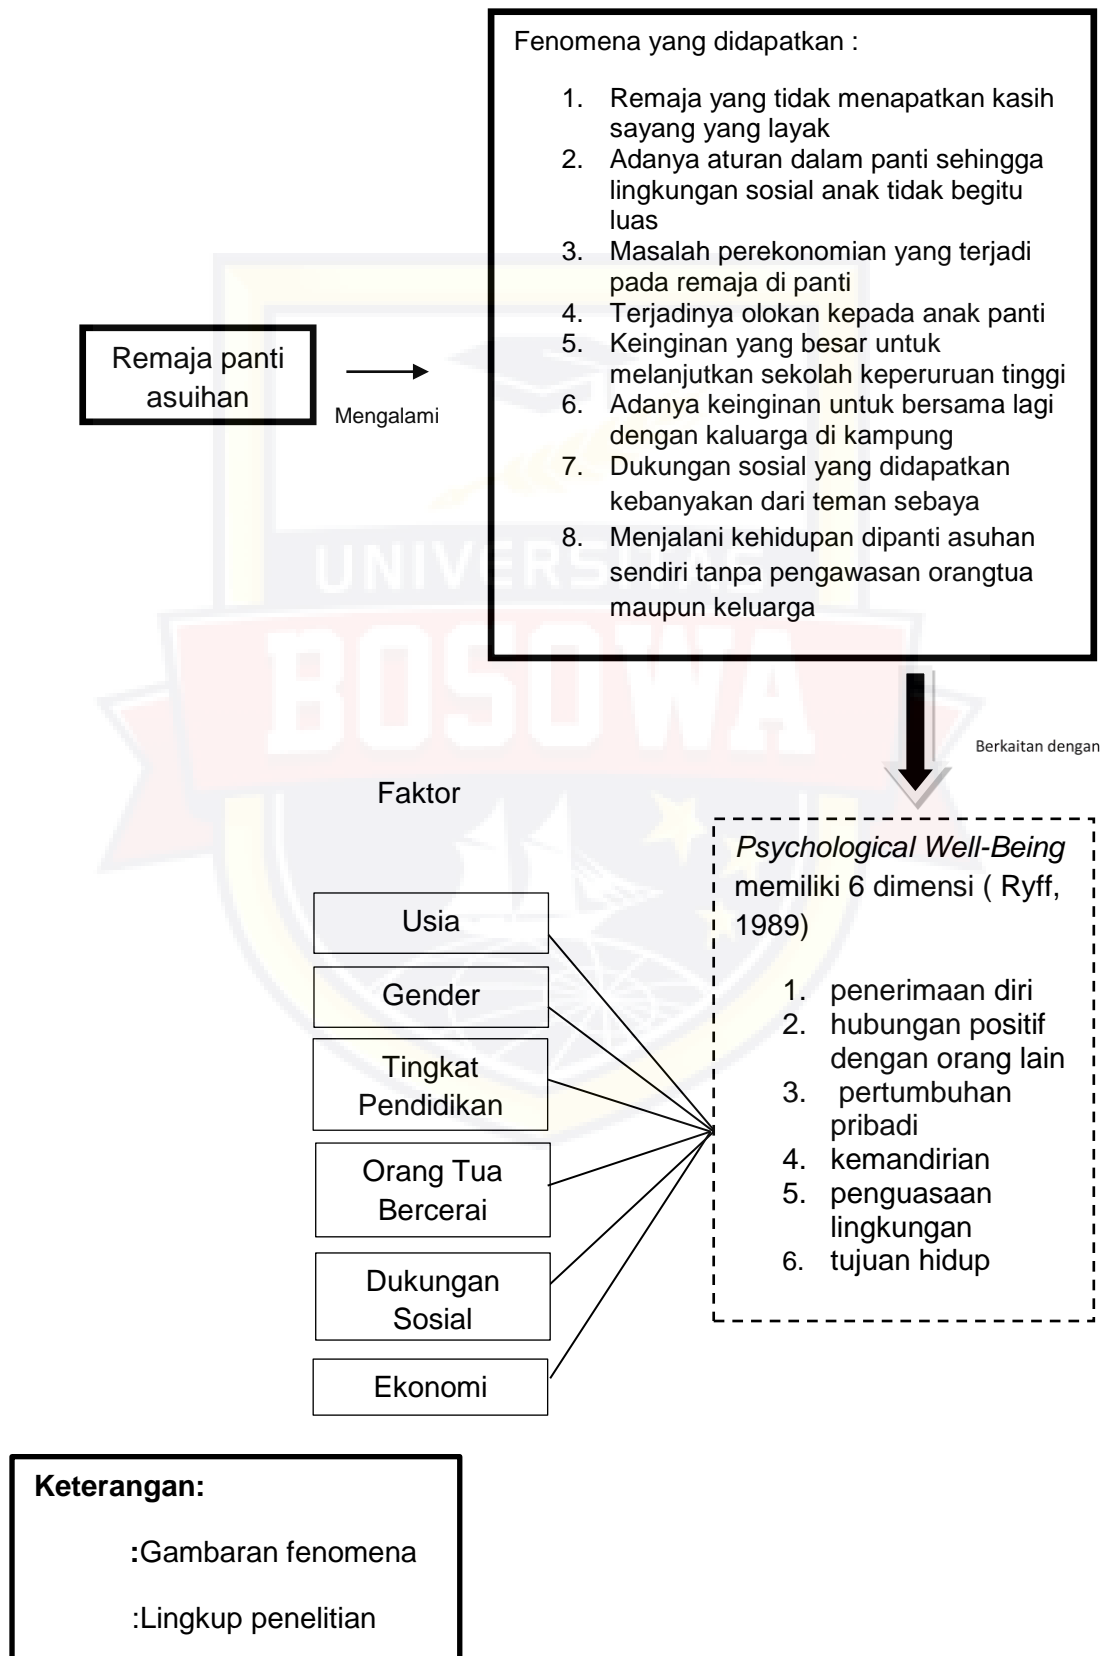 Fenomena yang didapatkan :
1. Remaja yang tidak menapatkan kasih
sayang yang layak
2. Adanya aturan dalam panti sehingga
lingkungan sosial anak tidak begitu
luas
3. Masalah perekonomian yang terjadi
pada remaja di panti
4. Terjadinya olokan kepada anak panti
5. Keinginan yang besar untuk
melanjutkan sekolah keperuruan tinggi
6. Adanya keinginan untuk bersama lagi
dengan kaluarga di kampung
7. Dukungan sosial yang didapatkan
kebanyakan dari teman sebaya
8. Menjalani kehidupan dipanti asuhan
sendiri tanpa pengawasan orangtua
maupun keluarga
Remaja panti
asuihan
Mengalami
UNIVERSITAS
BOSOWA
Berkaitan dengan
Faktor
Usia
Gender
Tingkat
Pendidikan
Orang Tua
Bercerai
Dukungan
Sosial
Ekonomi
Psychological Well-Being
memiliki 6 dimensi ( Ryff,
1989)
1. penerimaan diri
2. hubungan positif
dengan orang lain
3. pertumbuhan
pribadi
4. kemandirian
5. penguasaan
lingkungan
6. tujuan hidup
Keterangan:
:Gambaran fenomena
:Lingkup penelitian